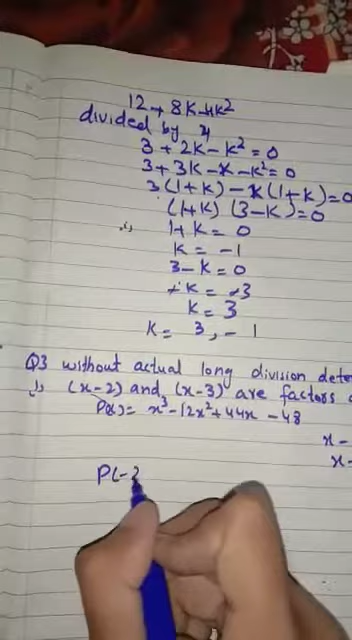 12 + 8K - 4K²
divided by 4
3 + 2K - K² = 0
3 + 3K - K - K² = 0
3(1+K) - K(1+K) = 0
(1+K) (3-K) = 0
1+K = 0
K = -1
3-K = 0
+K = +3
K = 3
K = 3, -1
Q3 without actual long division
(x-2) and (x-3) are factors
P(x) = x³ - 12x² + 44x - 48
x -
x -
P(-2